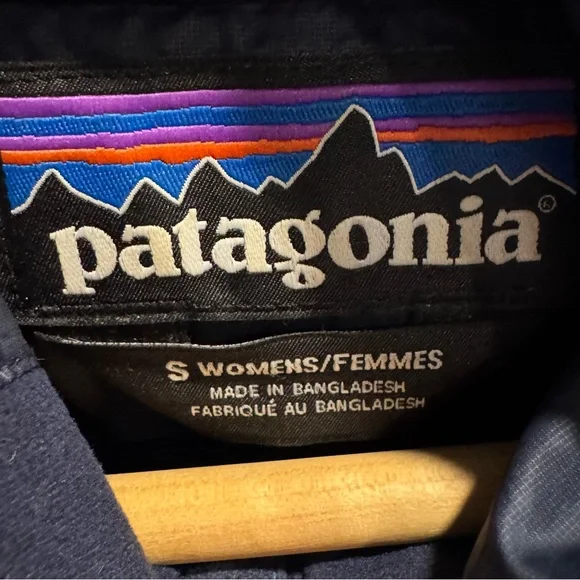 patagonia®
S WOMENS/FEMMES
MADE IN BANGLADESH
FABRIQUÉ AU BANGLADESH